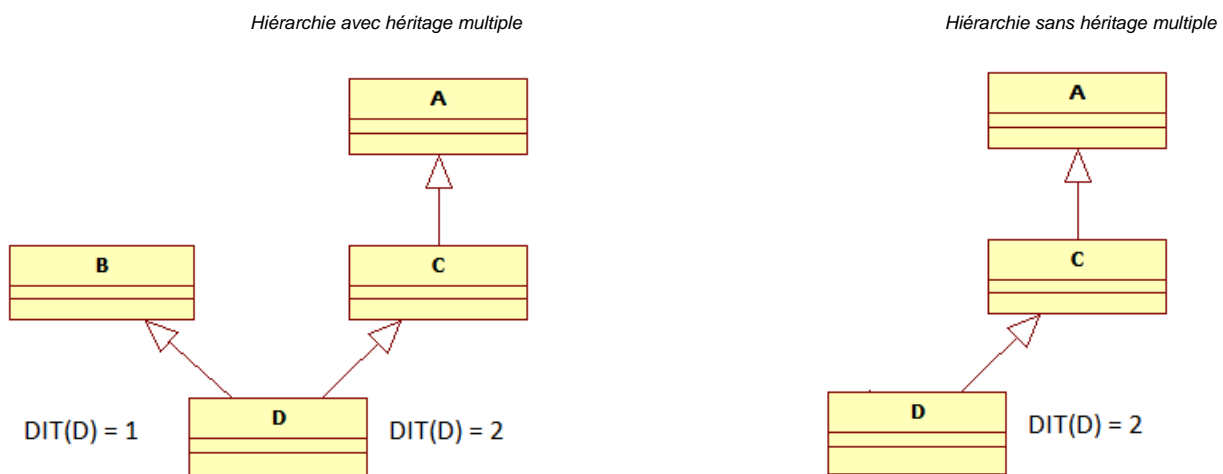 Hiérarchie avec héritage multiple
A
B
C
D
DIT(D) = 1
DIT(D) = 2
Hiérarchie sans héritage multiple
A
C
D
DIT(D) = 2